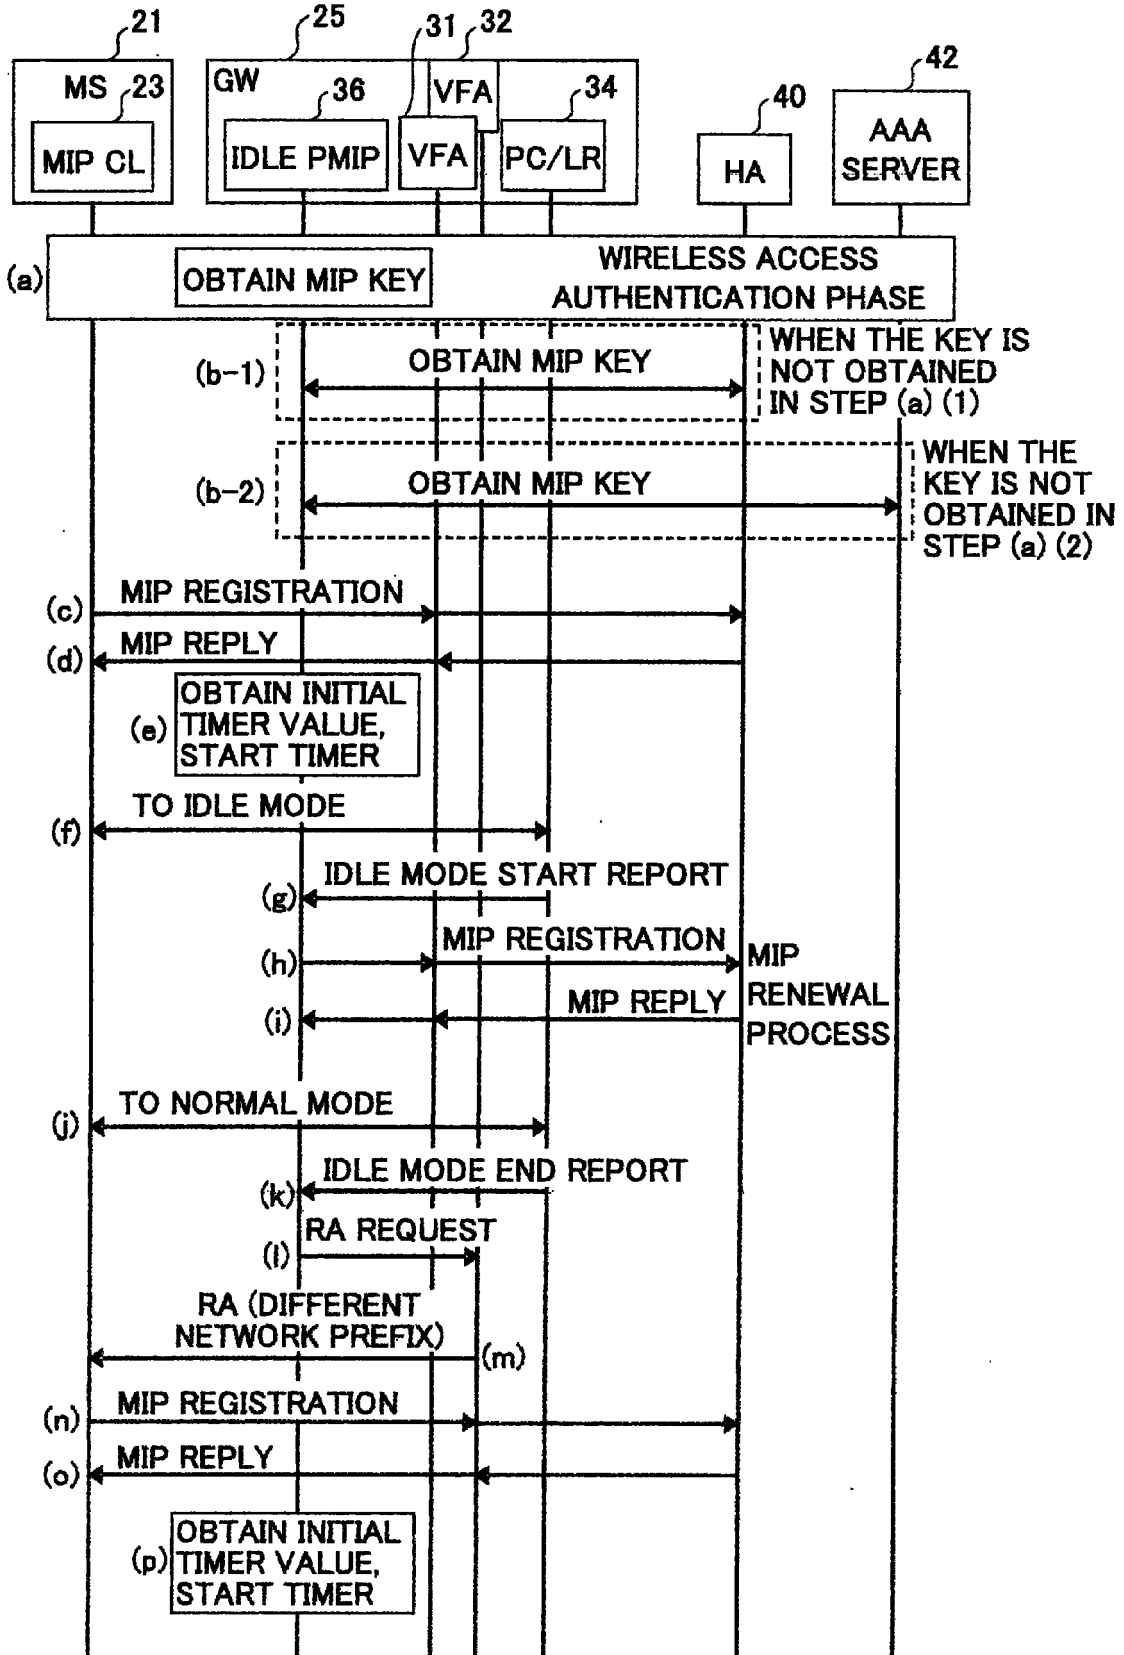 21
25
31
32
42
MS
23
GW
36
VFA
34
40
AAA
SERVER
MIP CL
IDLE PMIP
VFA
PC/LR
HA
(a)
OBTAIN MIP KEY
WIRELESS ACCESS
AUTHENTICATION PHASE
(b-1)
OBTAIN MIP KEY
WHEN THE KEY IS
NOT OBTAINED
IN STEP (a) (1)
(b-2)
OBTAIN MIP KEY
WHEN THE
KEY IS NOT
OBTAINED IN
STEP (a) (2)
(c)
MIP REGISTRATION
(d)
MIP REPLY
(e)
OBTAIN INITIAL
TIMER VALUE,
START TIMER
(f)
TO IDLE MODE
(g)
IDLE MODE START REPORT
(h)
MIP REGISTRATION
(i)
MIP REPLY
MIP
RENEWAL
PROCESS
(j)
TO NORMAL MODE
(k)
IDLE MODE END REPORT
(l)
RA REQUEST
RA (DIFFERENT
NETWORK PREFIX)
(m)
(n)
MIP REGISTRATION
(o)
MIP REPLY
(p)
OBTAIN INITIAL
TIMER VALUE,
START TIMER